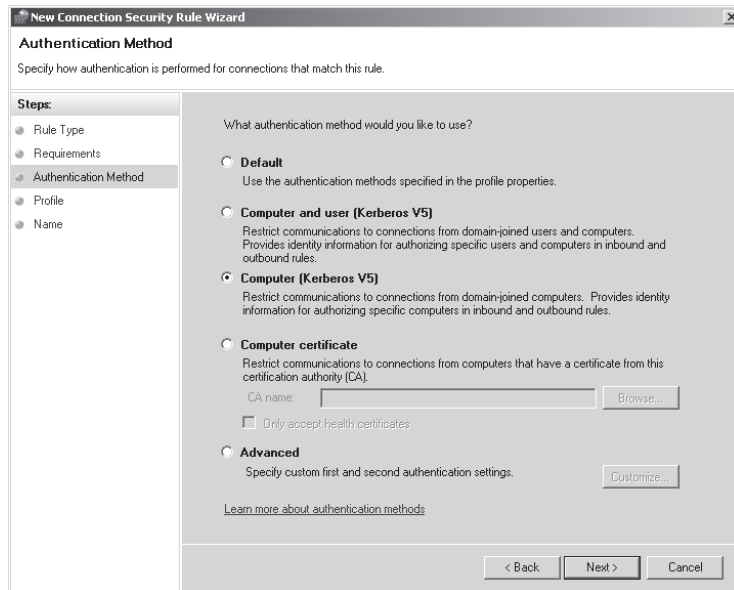 New Connection Security Rule Wizard
Authentication Method
Specify how authentication is performed for connections that match this rule.
Steps:
Rule Type
Requirements
Authentication Method
Profile
Name
What authentication method would you like to use?
Default
Use the authentication methods specified in the profile properties.
Computer and user (Kerberos V5)
Restrict communications to connections from domain-joined users and computers.
Provides identity information for authorizing specific users and computers in inbound and
outbound rules.
Computer (Kerberos V5)
Restrict communications to connections from domain-joined computers. Provides identity
information for authorizing specific computers in inbound and outbound rules.
Computer certificate
Restrict communications to connections from computers that have a certificate from this
certification authority (CA).
CA name:
Browse...
Only accept health certificates
Advanced
Specify custom first and second authentication settings.
Customize...
Learn more about authentication methods
< Back
Next >
Cancel